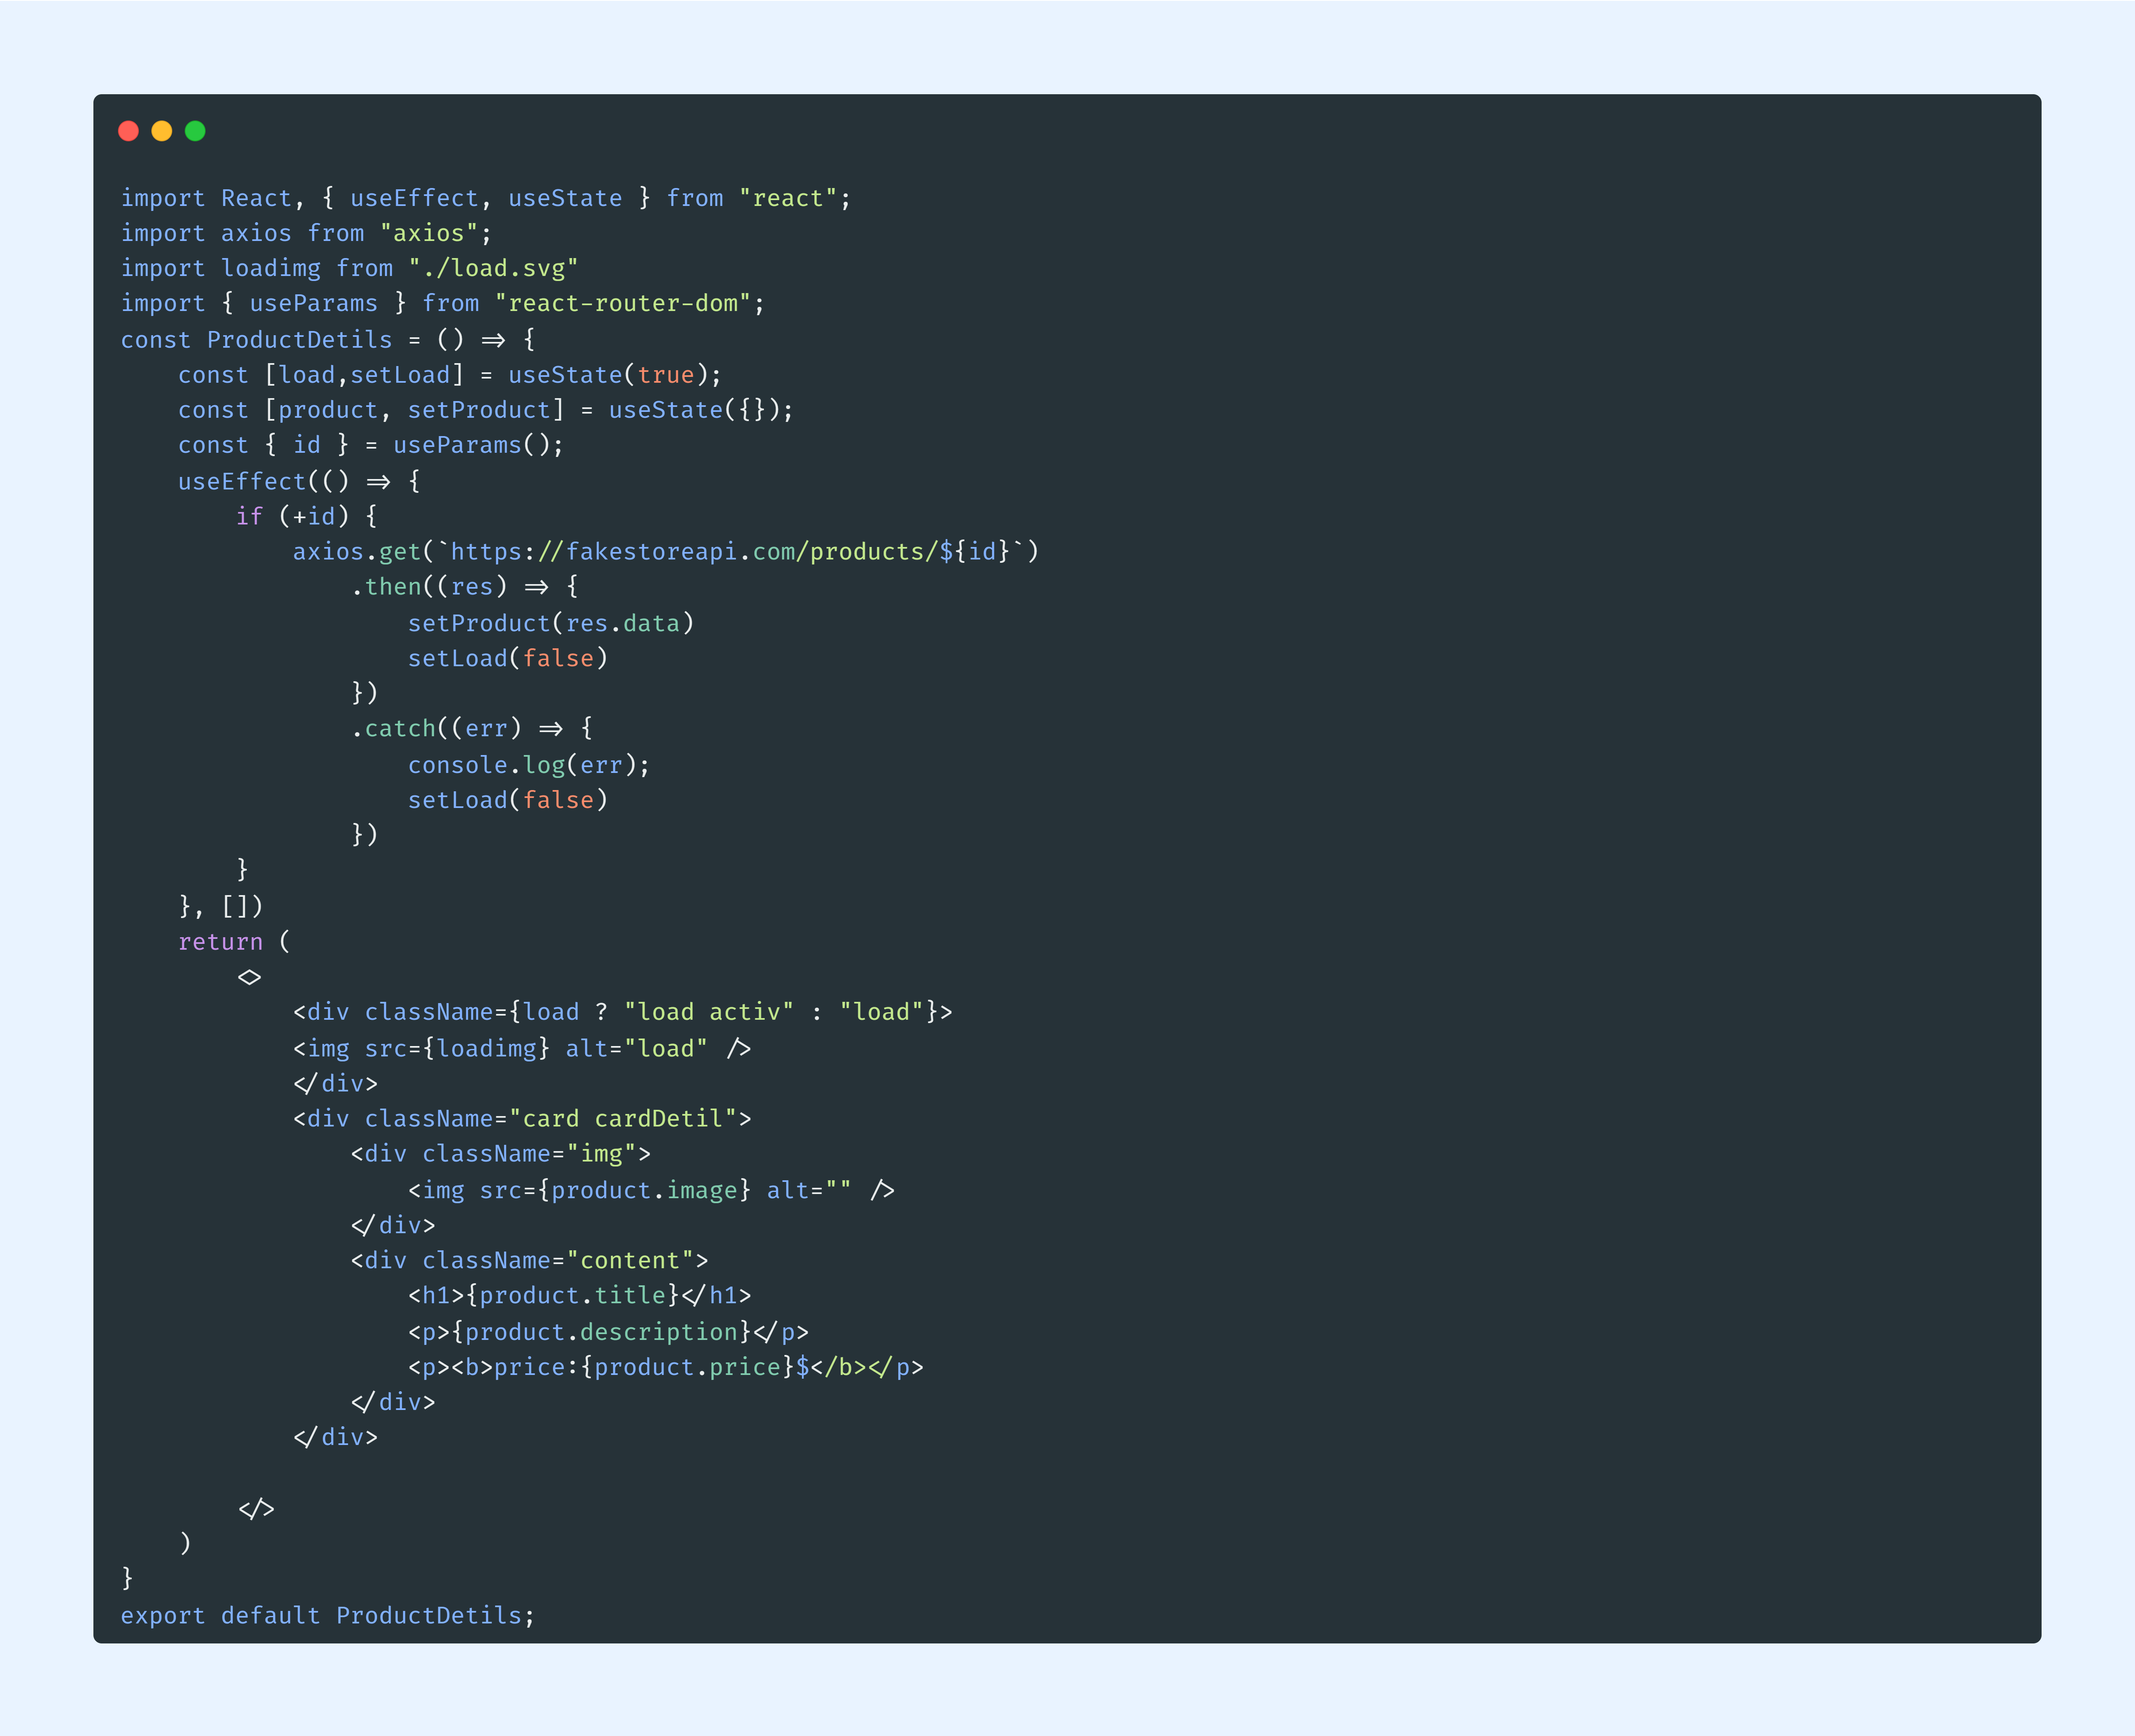 import React, { useEffect, useState } from "react";
import axios from "axios";
import loadimg from "./load.svg"
import { useParams } from "react-router-dom";
const ProductDetils = () => {
    const [load,setLoad] = useState(true);
    const [product, setProduct] = useState({});
    const { id } = useParams();
    useEffect(() => {
        if (+id) {
            axios.get(`https://fakestoreapi.com/products/${id}`)
                .then((res) => {
                    setProduct(res.data)
                    setLoad(false)
                })
                .catch((err) => {
                    console.log(err);
                    setLoad(false)
                })
        }
    }, [])
    return (
        <>
            <div className={load ? "load activ" : "load"}>
            <img src={loadimg} alt="load" />
            </div>
            <div className="card cardDetil">
                <div className="img">
                    <img src={product.image} alt="" />
                </div>
                <div className="content">
                    <h1>{product.title}</h1>
                    <p>{product.description}</p>
                    <p><b>price:{product.price}$</b></p>
                </div>
            </div>

        </>
    )
}
export default ProductDetils;